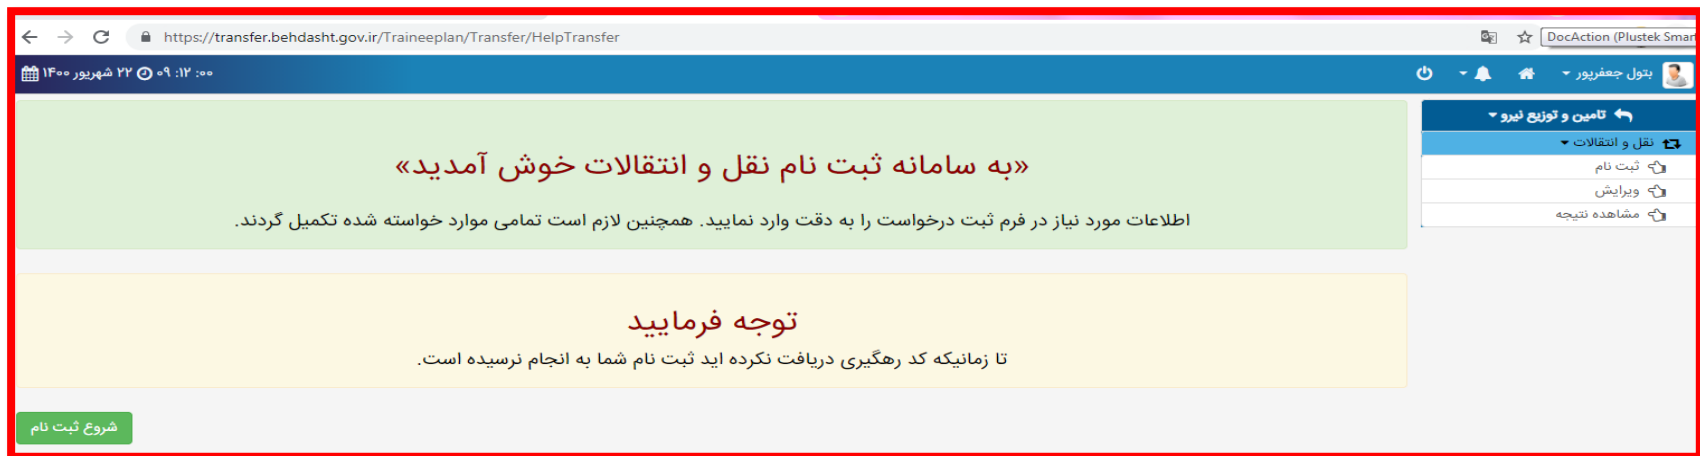 https://transfer.behdasht.gov.ir/Traineeplan/Transfer/HelpTransfer
DocAction (Plustek Smar
بتول جعفرپور
۰۰: ۱۲: ۰۹ ۲۲ شهریور ۱۴۰۰
تامین و توزیع نیرو
نقل و انتقالات
ثبت نام
ویرایش
مشاهده نتیجه
«به سامانه ثبت نام نقل و انتقالات خوش آمدید»
اطلاعات مورد نیاز در فرم ثبت درخواست را به دقت وارد نمایید. همچنین لازم است تمامی موارد خواسته شده تکمیل گردند.
توجه فرمایید
تا زمانیکه کد رهگیری دریافت نکرده اید ثبت نام شما به انجام نرسیده است.
شروع ثبت نام